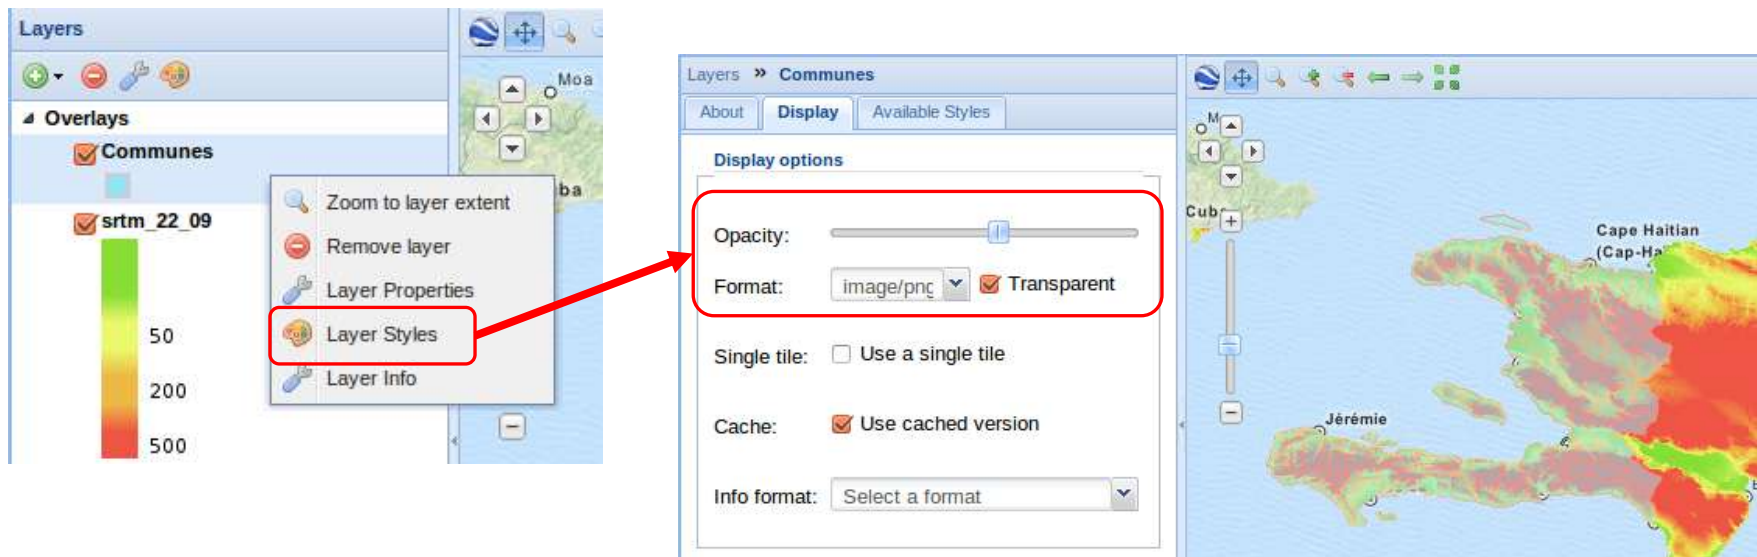 Layers
Moa
Overlays
Communes
ba
Zoom to layer extent
srtm_22_09
Remove layer
Layer Properties
50
Layer Styles
200
Layer Info
500
Layers » Communes
About
Display
Available Styles
Display options
Opacity:
Format:
image/png
Transparent
Single tile:
Use a single tile
Cache:
Use cached version
Info format:
Select a format
M
Cub
Cape Haitian
(Cap-Ha
Jérémie